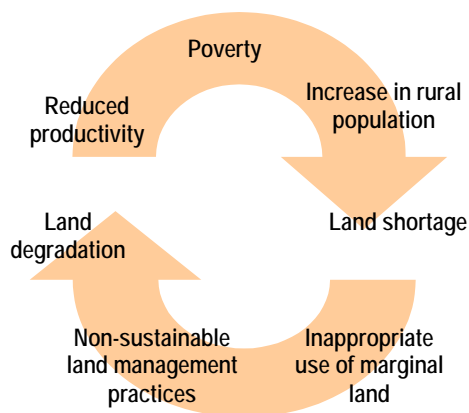 Poverty
Increase in rural
population
Land shortage
Inappropriate
use of marginal
land
Non-sustainable
land management
practices
Land
degradation
Reduced
productivity